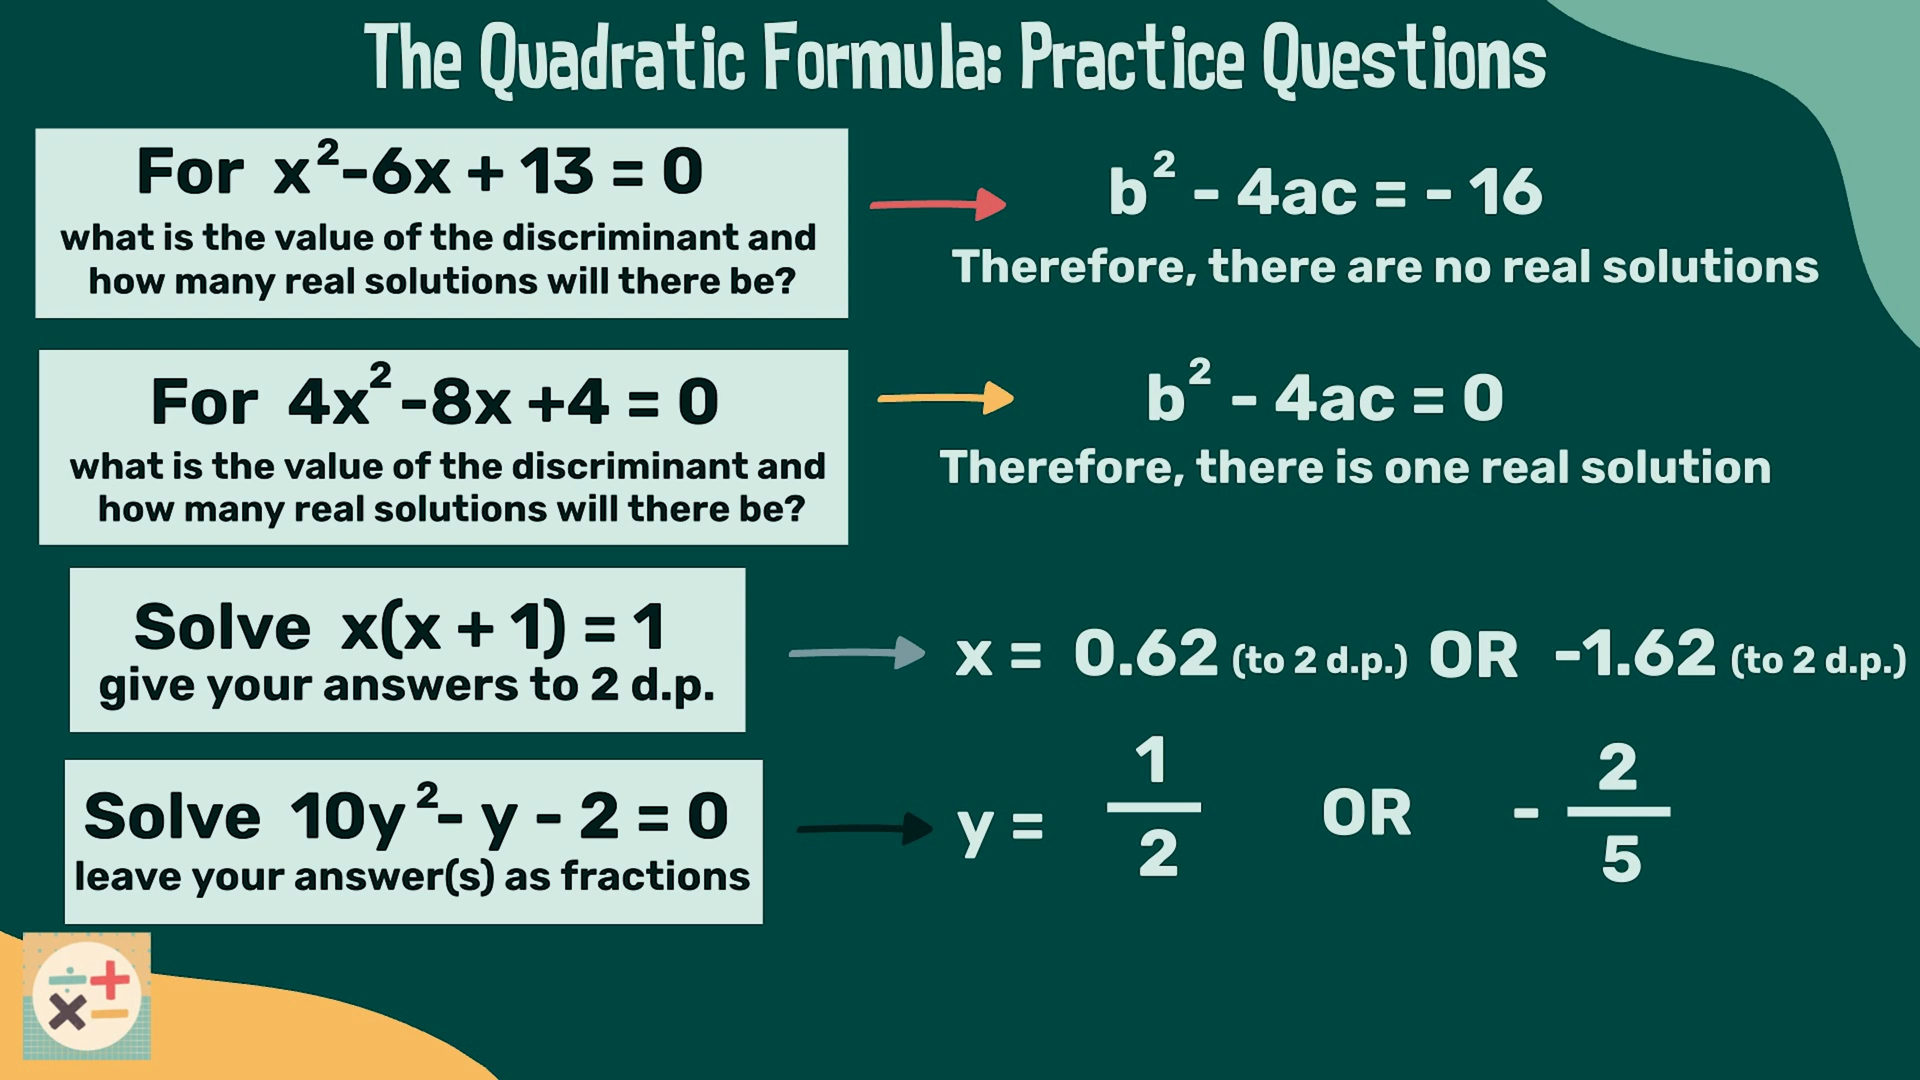 The Quadratic Formula: Practice Questions
For x²-6x + 13 = 0
what is the value of the discriminant and
how many real solutions will there be?
b² - 4ac = - 16
Therefore, there are no real solutions
For 4x²-8x +4 = 0
what is the value of the discriminant and
how many real solutions will there be?
b² - 4ac = 0
Therefore, there is one real solution
Solve x(x + 1) = 1
give your answers to 2 d.p.
x = 0.62 (to 2 d.p.) OR -1.62 (to 2 d.p.)
Solve 10y²- y - 2 = 0
leave your answer(s) as fractions
y = 1/2 OR - 2/5